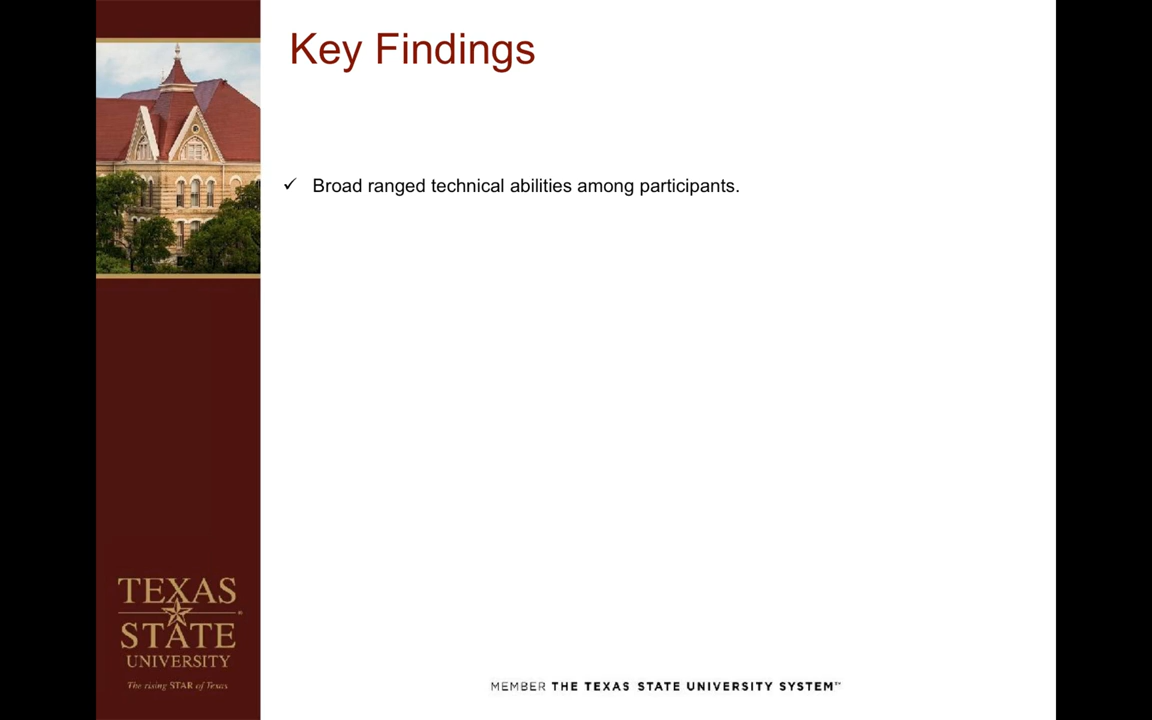 Key Findings
✓ Broad ranged technical abilities among participants.
TEXAS
STATE
®
UNIVERSITY
The rising STAR of Texas
MEMBER THE TEXAS STATE UNIVERSITY SYSTEM™